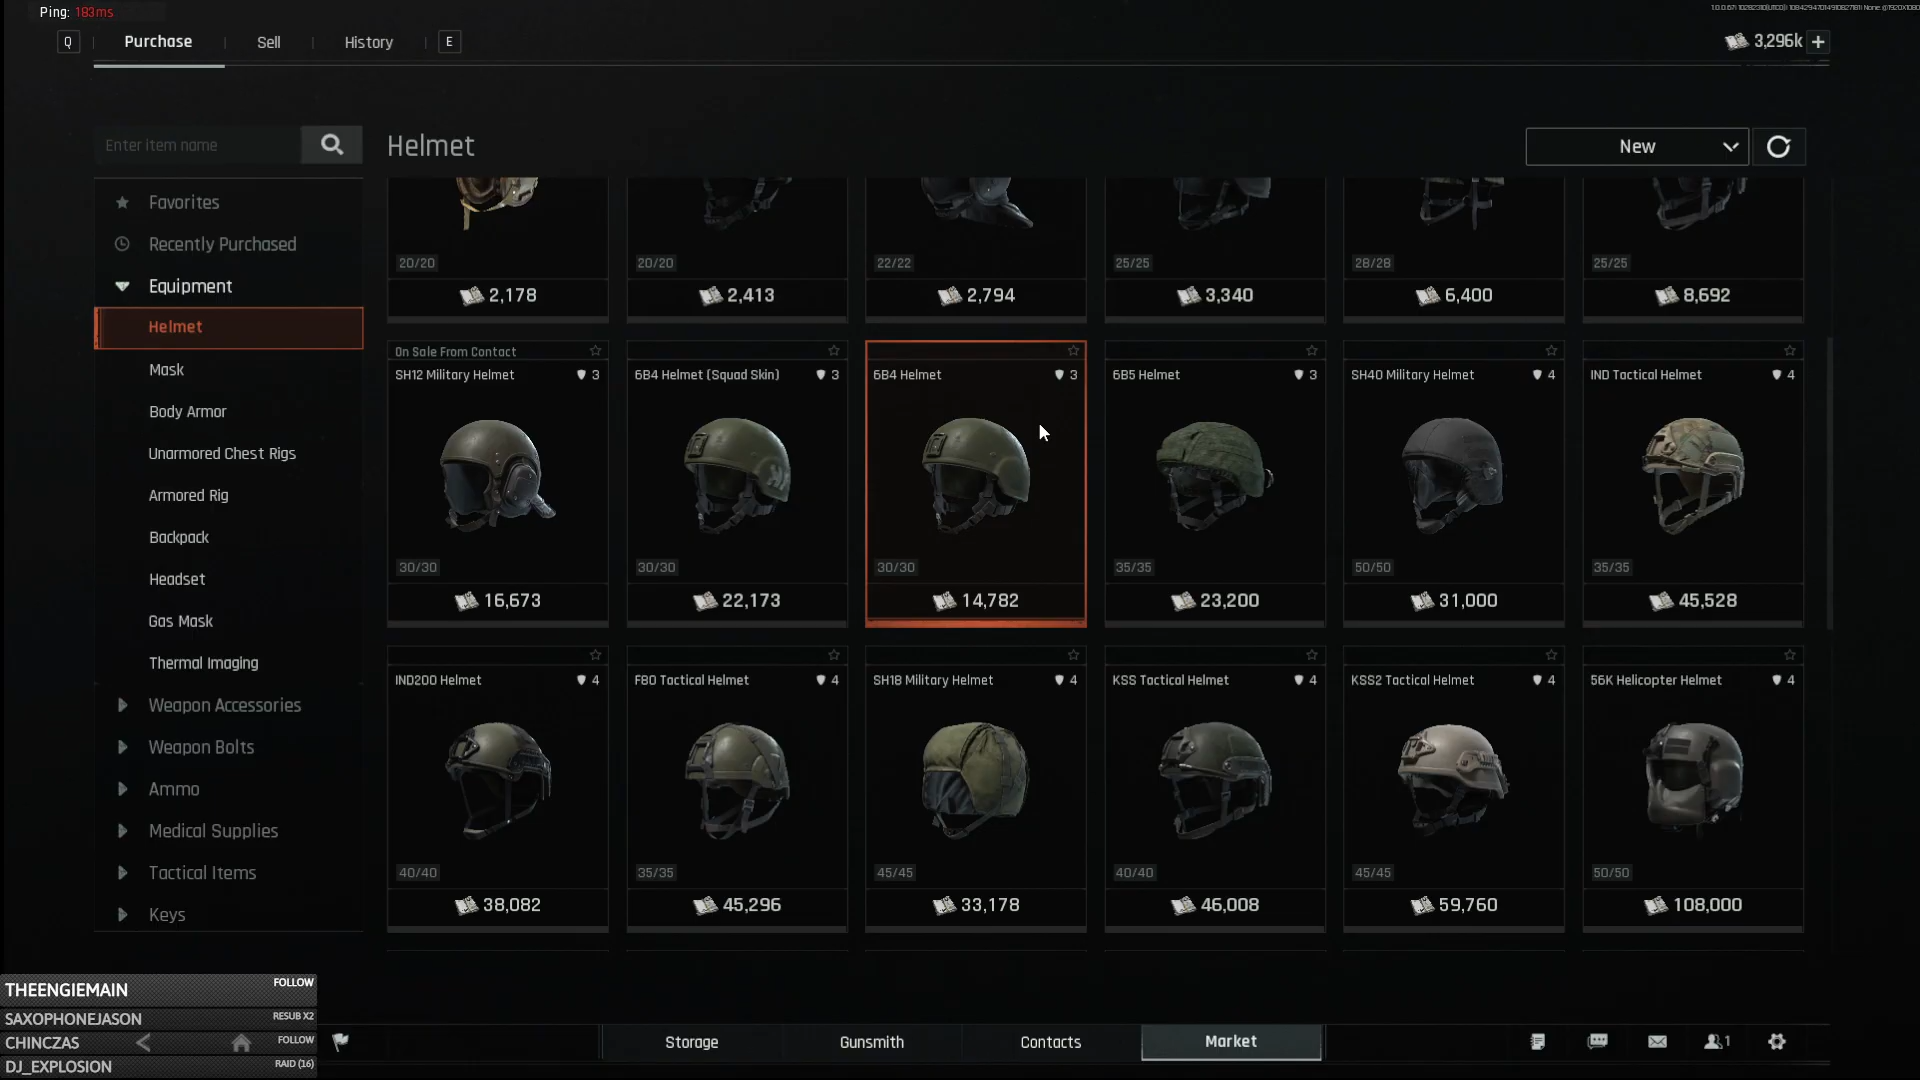 Ping: 183ms
Q
Purchase
Sell
History
E
3,296k
Enter item name
Helmet
New
Favorites
Recently Purchased
Equipment
Helmet
Mask
Body Armor
Unarmored Chest Rigs
Armored Rig
Backpack
Headset
Gas Mask
Thermal Imaging
Weapon Accessories
Weapon Bolts
Ammo
Medical Supplies
Tactical Items
Keys
20/20
20/20
22/22
25/25
28/28
25/25
2,178
2,413
2,794
3,340
6,400
8,692
On Sale From Contact
SH12 Military Helmet 3
6B4 Helmet (Squad Skin) 3
6B4 Helmet 3
6B5 Helmet 3
SH40 Military Helmet 4
IND Tactical Helmet 4
30/30
30/30
30/30
35/35
50/50
35/35
16,673
22,173
14,782
23,200
31,000
45,528
IND200 Helmet 4
F80 Tactical Helmet 4
SH18 Military Helmet 4
KSS Tactical Helmet 4
KSS2 Tactical Helmet 4
56K Helicopter Helmet 4
40/40
35/35
45/45
40/40
45/45
50/50
38,082
45,296
33,178
46,008
59,760
108,000
THEENGIEMAIN FOLLOW
SAXOPHONEJASON RESUB X2
CHINCZAS FOLLOW
DJ_EXPLOSION RAID (16)
Storage
Gunsmith
Contacts
Market
1